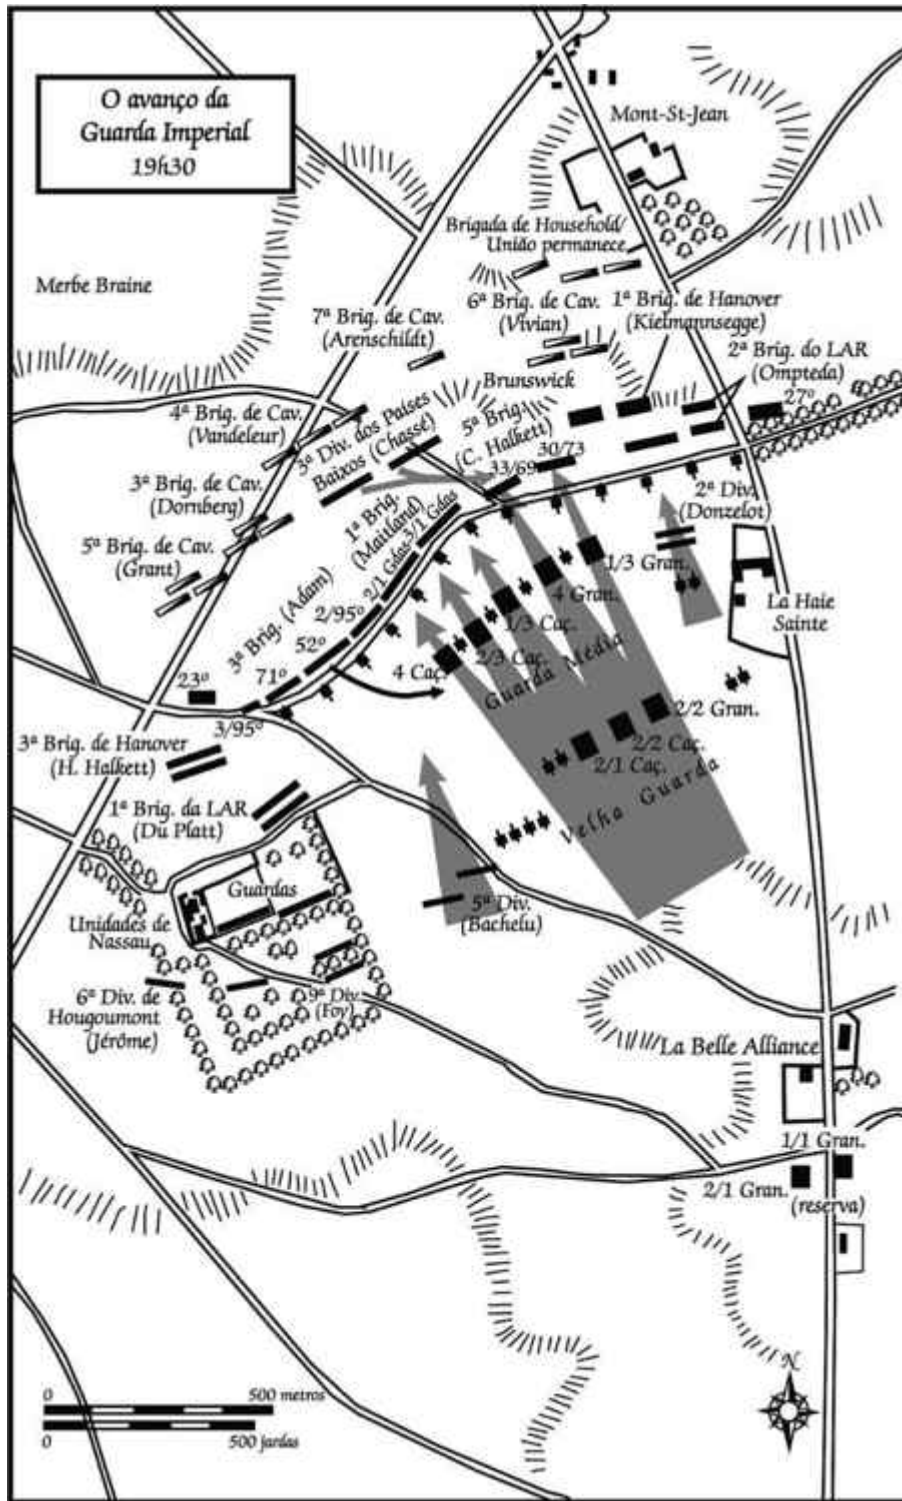 O avanço da
Guarda Imperial
19h30
Mont-St-Jean
Brigada de Household/
União permanece
Merbe Braine
6ª Brig. de Cav.
(Vivian)
1ª Brig. de Hanover
(Kielmannsegge)
7ª Brig. de Cav.
(Arenschildt)
2ª Brig. do LAR
(Ompteda)
27º
Brunswick
4ª Brig. de Cav.
(Vandeleur)
3ª Div. dos Países
Baixos (Chassé)
5ª Brig.
(C. Halkett)
30/73
33/69
3ª Brig. de Cav.
(Dornberg)
2ª Div.
(Donzelot)
1ª Brig.
(Maitland)
3/1 Gdas
2/1 Gdas
5ª Brig. de Cav.
(Grant)
1/3 Gran.
4 Gran.
La Haie
Sainte
3ª Brig. (Adam)
2/95º
52º
71º
1/3 Caç.
2/3 Caç.
4 Caç.
Guarda Média
23º
3/95º
2/2 Gran.
2/2 Caç.
2/1 Caç.
3ª Brig. de Hanover
(H. Halkett)
Velha Guarda
1ª Brig. da LAR
(Du Platt)
Guardas
5ª Div.
(Bachelu)
Unidades de
Nassau
6ª Div. de
Hougoumont
(Jérôme)
9ª Div.
(Foy)
La Belle Alliance
1/1 Gran.
2/1 Gran.
(reserva)
N
0 500 metros
0 500 jardas